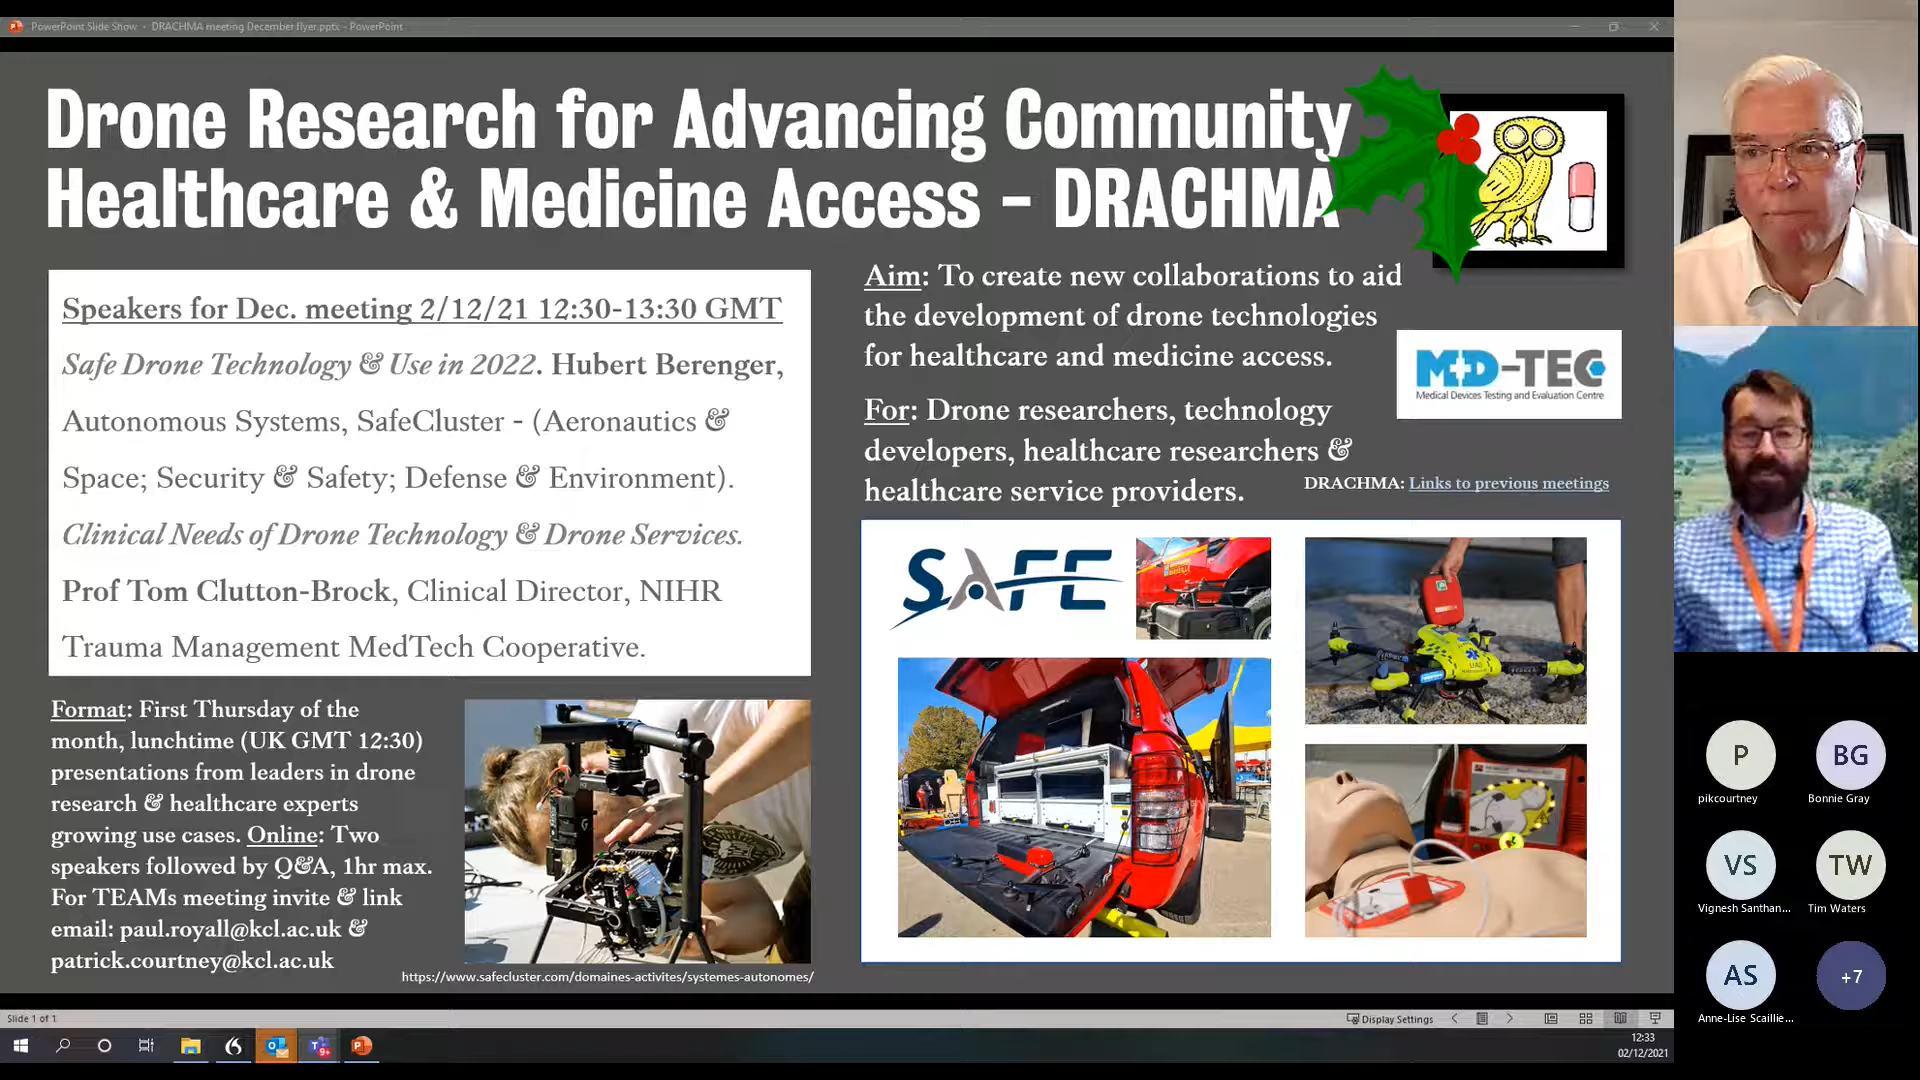 PowerPoint Slide Show - DRACHMA meeting December flyer.pptx - PowerPoint
Drone Research for Advancing Community
Healthcare & Medicine Access – DRACHMA
Speakers for Dec. meeting 2/12/21 12:30-13:30 GMT
Safe Drone Technology & Use in 2022. Hubert Berenger,
Autonomous Systems, SafeCluster - (Aeronautics &
Space; Security & Safety; Defense & Environment).
Clinical Needs of Drone Technology & Drone Services.
Prof Tom Clutton-Brock, Clinical Director, NIHR
Trauma Management MedTech Cooperative.
Format: First Thursday of the
month, lunchtime (UK GMT 12:30)
presentations from leaders in drone
research & healthcare experts
growing use cases. Online: Two
speakers followed by Q&A, 1hr max.
For TEAMs meeting invite & link
email: paul.royall@kcl.ac.uk &
patrick.courtney@kcl.ac.uk
https://www.safecluster.com/domaines-activites/systemes-autonomes/
Aim: To create new collaborations to aid
the development of drone technologies
for healthcare and medicine access.
For: Drone researchers, technology
developers, healthcare researchers &
healthcare service providers.
MD-TEC
Medical Devices Testing and Evaluation Centre
DRACHMA: Links to previous meetings
SAFE
P
pikcourtney
BG
Bonnie Gray
VS
Vignesh Santhan...
TW
Tim Waters
AS
Anne-Lise Scaillie...
+7
Slide 1 of 1
Display Settings
9+
12:33
02/12/2021